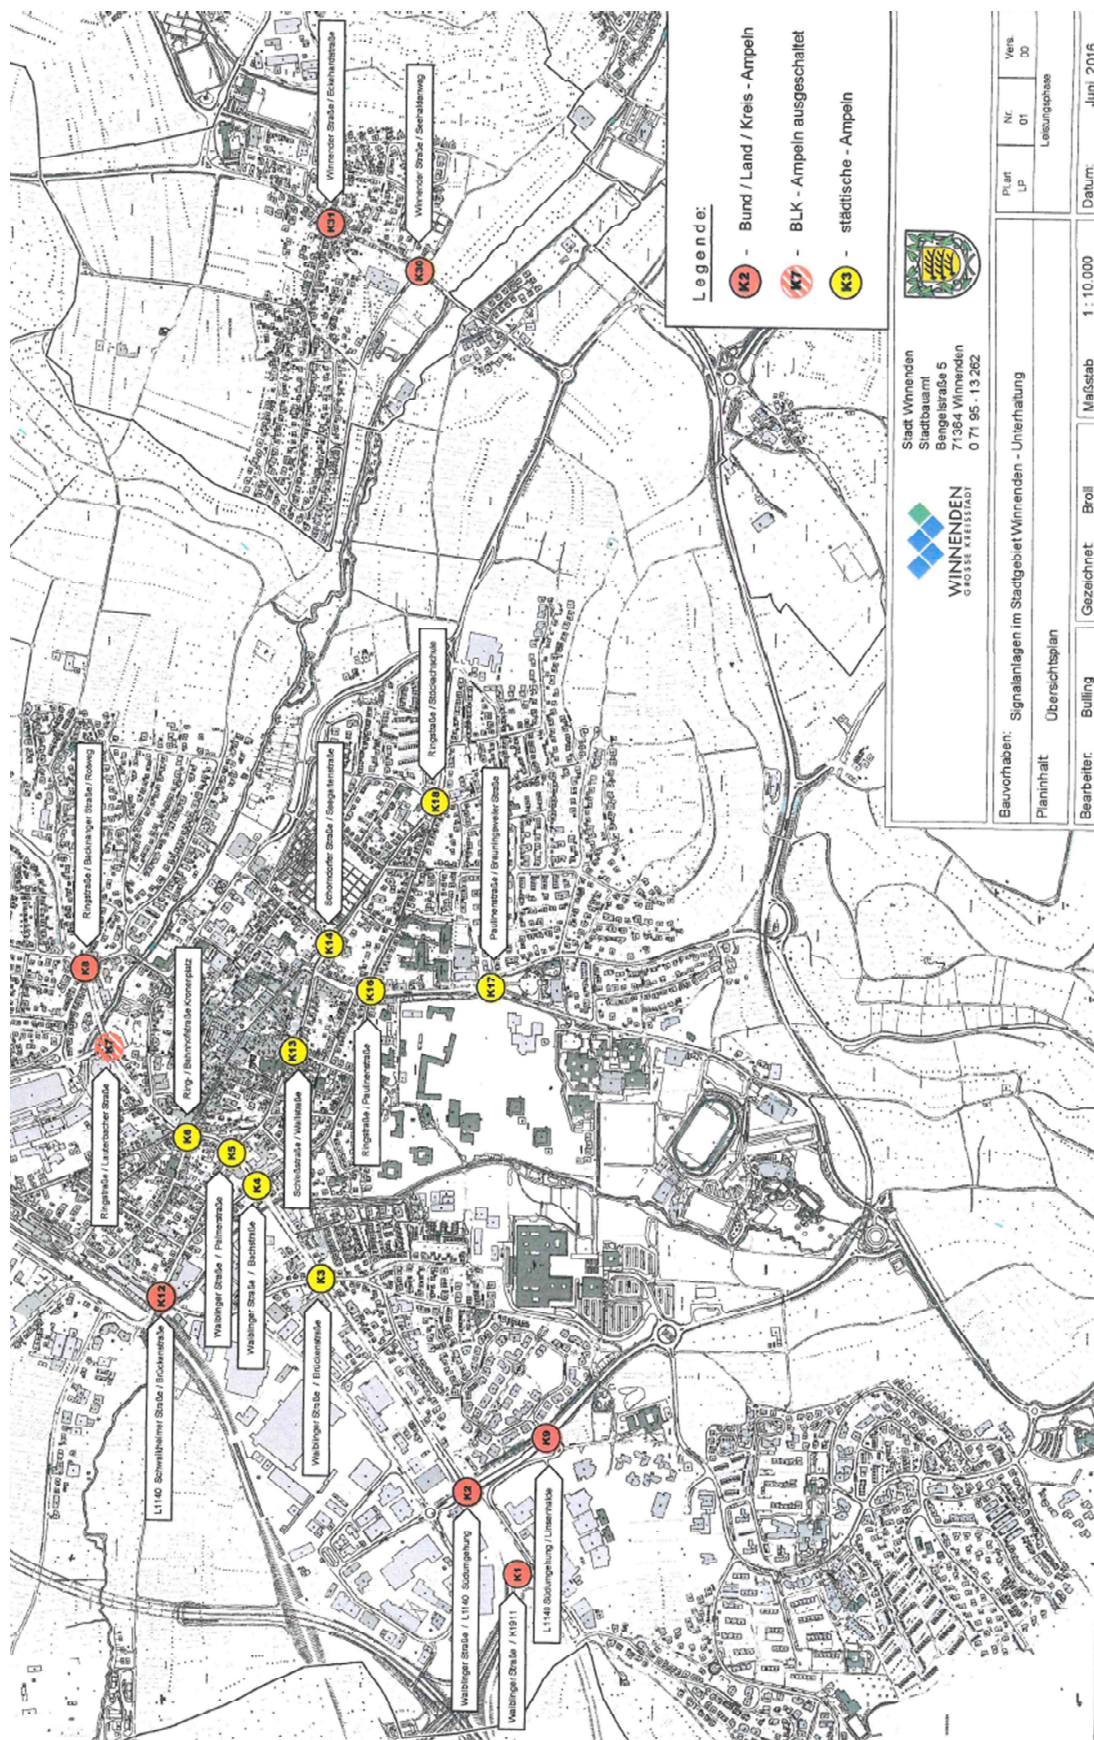 Winnender Straße / Eckehardstraße
K31
Winnender Straße / Seehaldenweg
K30
Ringstraße / Backnanger Straße / Rotweg
K8
K7
Ringstraße / Lauterbacher Straße
Ring- / Bahnhofstraße/Kronenplatz
K6
K5
Waiblinger Straße / Palmerstraße
K4
Waiblinger Straße / Bachstraße
K12
L1140 Schwaikheimer Straße / Brückenstraße
K3
Waiblinger Straße / Brückenstraße
K13
Schloßstraße / Wallstraße
K14
Schorndorfer Straße / Seegartenstraße
K16
Ringstraße / Paulinenstraße
K18
Ringstraße / Stöckachschule
K17
Paulinenstraße / Breuningsweiler Straße
K2
Waiblinger Straße / L1140 Südumgehung
K9
L1140 Südumgehung / Linsenhalde
K1
Waiblinger Straße / K1911
Legende:
K2 - Bund / Land / Kreis - Ampeln
K7 - BLK - Ampeln ausgeschaltet
K3 - städtische - Ampeln
WINNENDEN
GROSSE KREISSTADT
Stadt Winnenden
Stadtbauamt
Bengelstraße 5
71364 Winnenden
0 71 95 - 13 262
Bauvorhaben: Signalanlagen im Stadtgebiet Winnenden - Unterhaltung
Planinhalt
Übersichtsplan
Pl.art Nr. Vers.
LP 01 00
Leistungsphase
Bearbeiter: Bulling Gezeichnet Broll Maßstab 1 : 10.000 Datum: Juni 2016